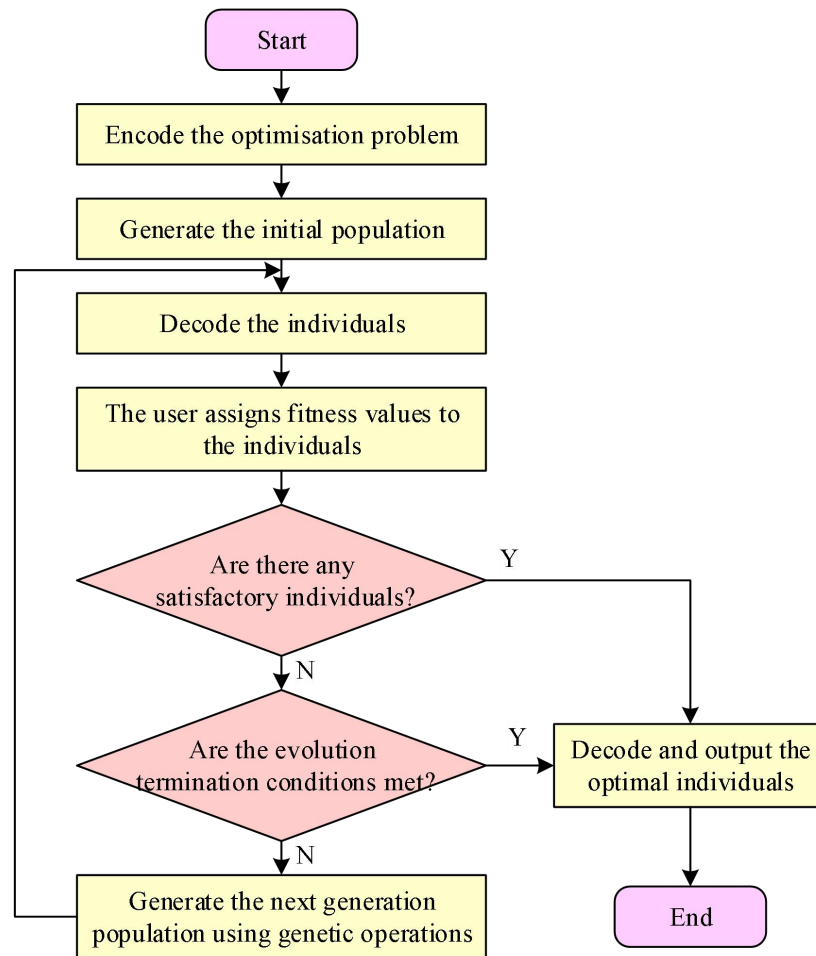 Start
Encode the optimisation problem
Generate the initial population
Decode the individuals
The user assigns fitness values to
the individuals
Are there any
satisfactory individuals?
Y
N
Are the evolution
termination conditions met?
Y
Decode and output the
optimal individuals
N
Generate the next generation
population using genetic operations
End